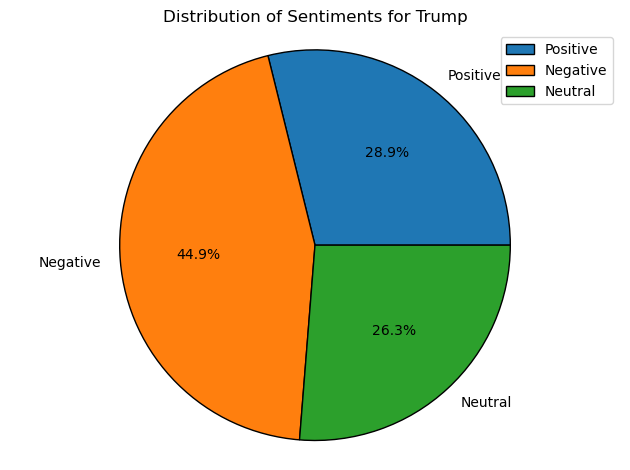 Distribution of Sentiments for Trump
Positive
Negative
Neutral
Positive
28.9%
44.9%
Negative
26.3%
Neutral